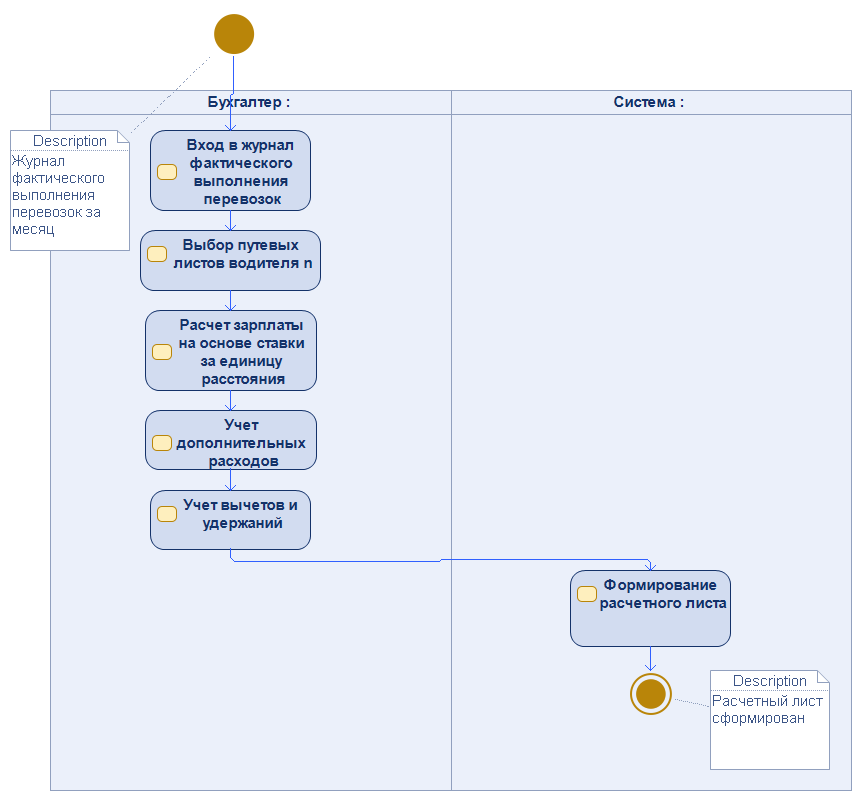 Бухгалтер :
Система :
Description
Журнал
фактического
выполнения
перевозок за
месяц
Вход в журнал
фактического
выполнения
перевозок
Выбор путевых
листов водителя n
Расчет зарплаты
на основе ставки
за единицу
расстояния
Учет
дополнительных
расходов
Учет вычетов и
удержаний
Формирование
расчетного листа
Description
Расчетный лист
сформирован